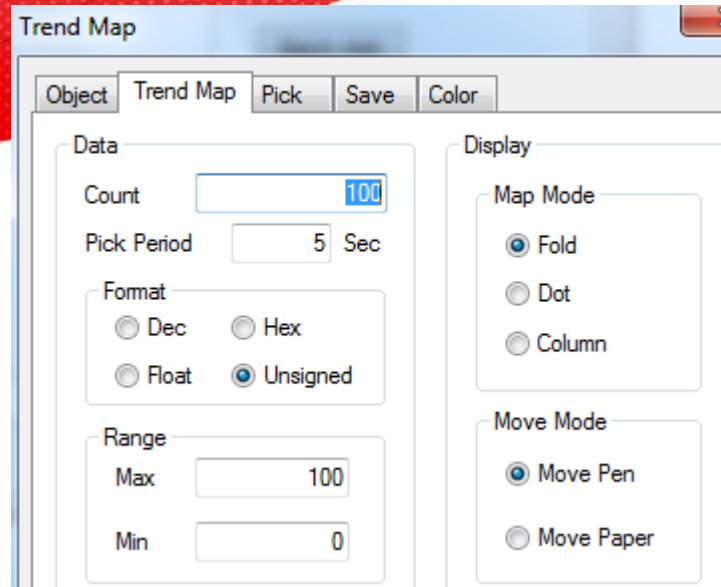 Trend Map
Object Trend Map Pick Save Color
Data
Count 100
Pick Period 5 Sec
Format
Dec Hex
Float Unsigned
Range
Max 100
Min 0
Display
Map Mode
Fold
Dot
Column
Move Mode
Move Pen
Move Paper